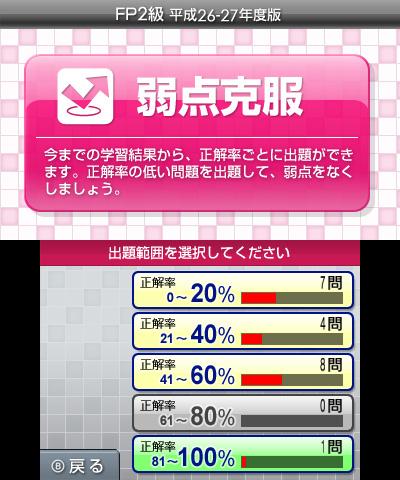 FP2級 平成26-27年度版
弱点克服
今までの学習結果から、正解率ごとに出題ができ
ます。正解率の低い問題を出題して、弱点をなく
しましょう。
出題範囲を選択してください
正解率 7問
0～20%
正解率 4問
21～40%
正解率 8問
41～60%
正解率 0問
61～80%
正解率 1問
81～100%
Ⓑ戻る